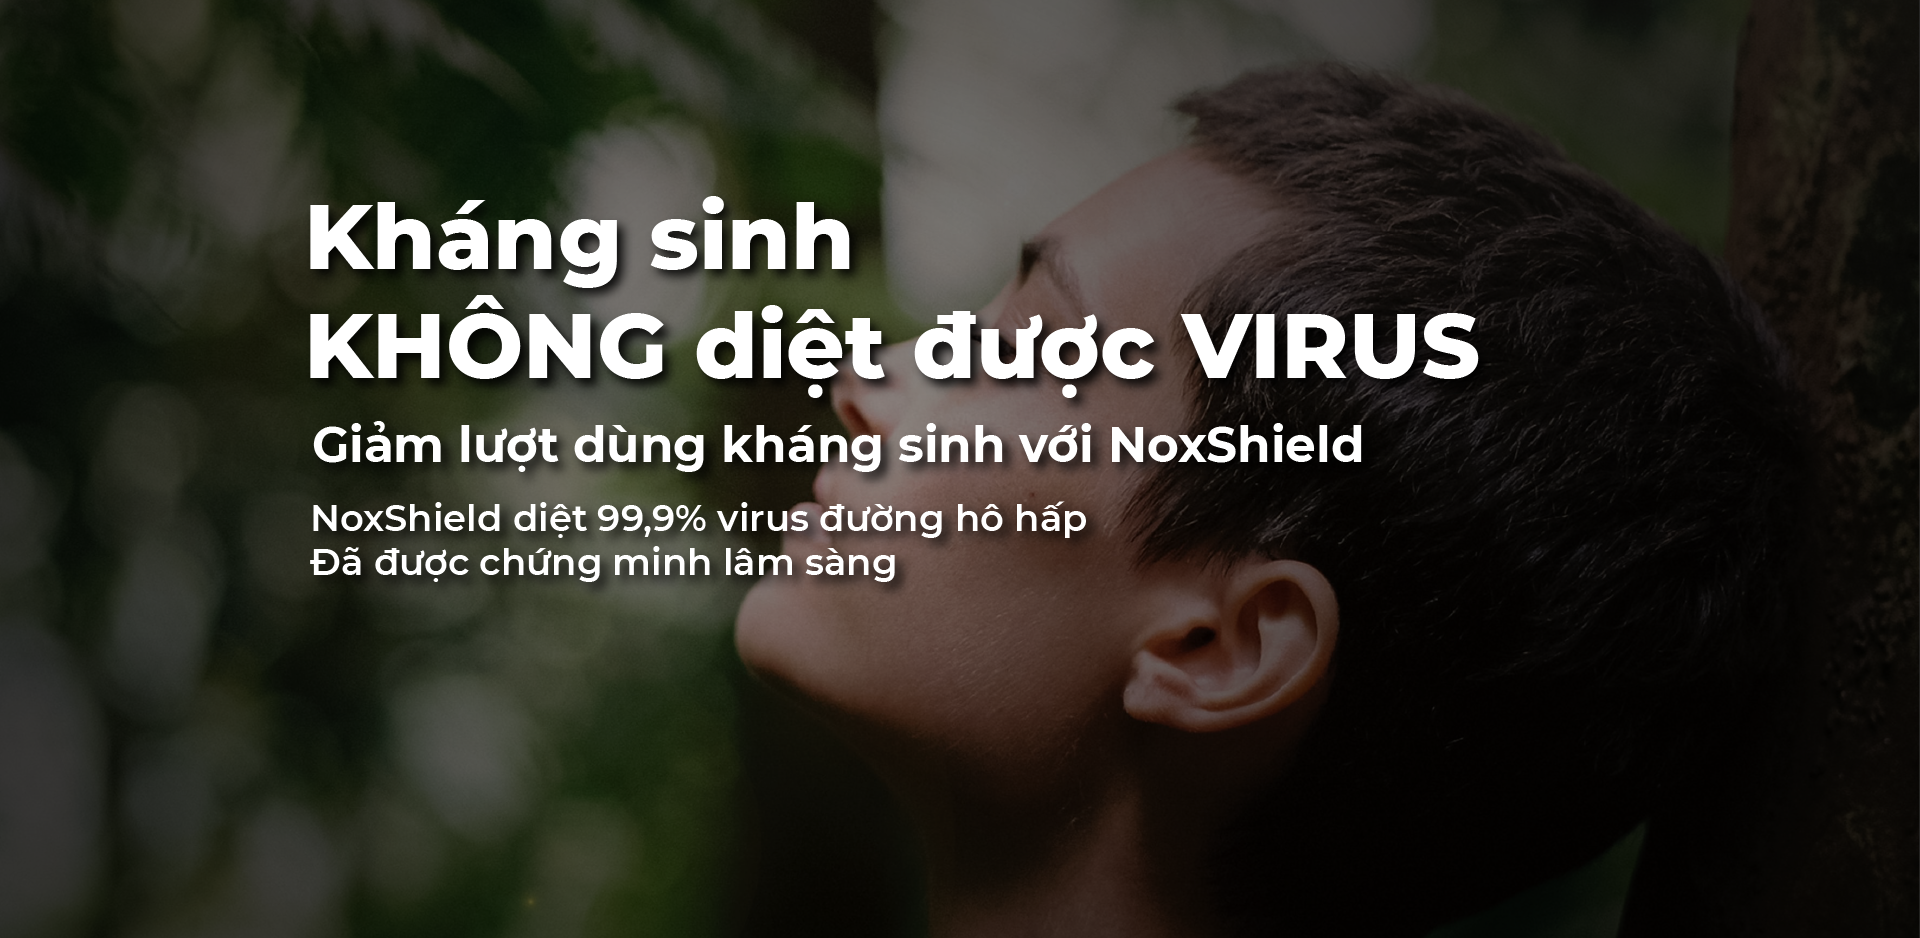 Kháng sinh
KHÔNG diệt được VIRUS
Giảm lượt dùng kháng sinh với NoxShield
NoxShield diệt 99,9% virus đường hô hấp
Đã được chứng minh lâm sàng